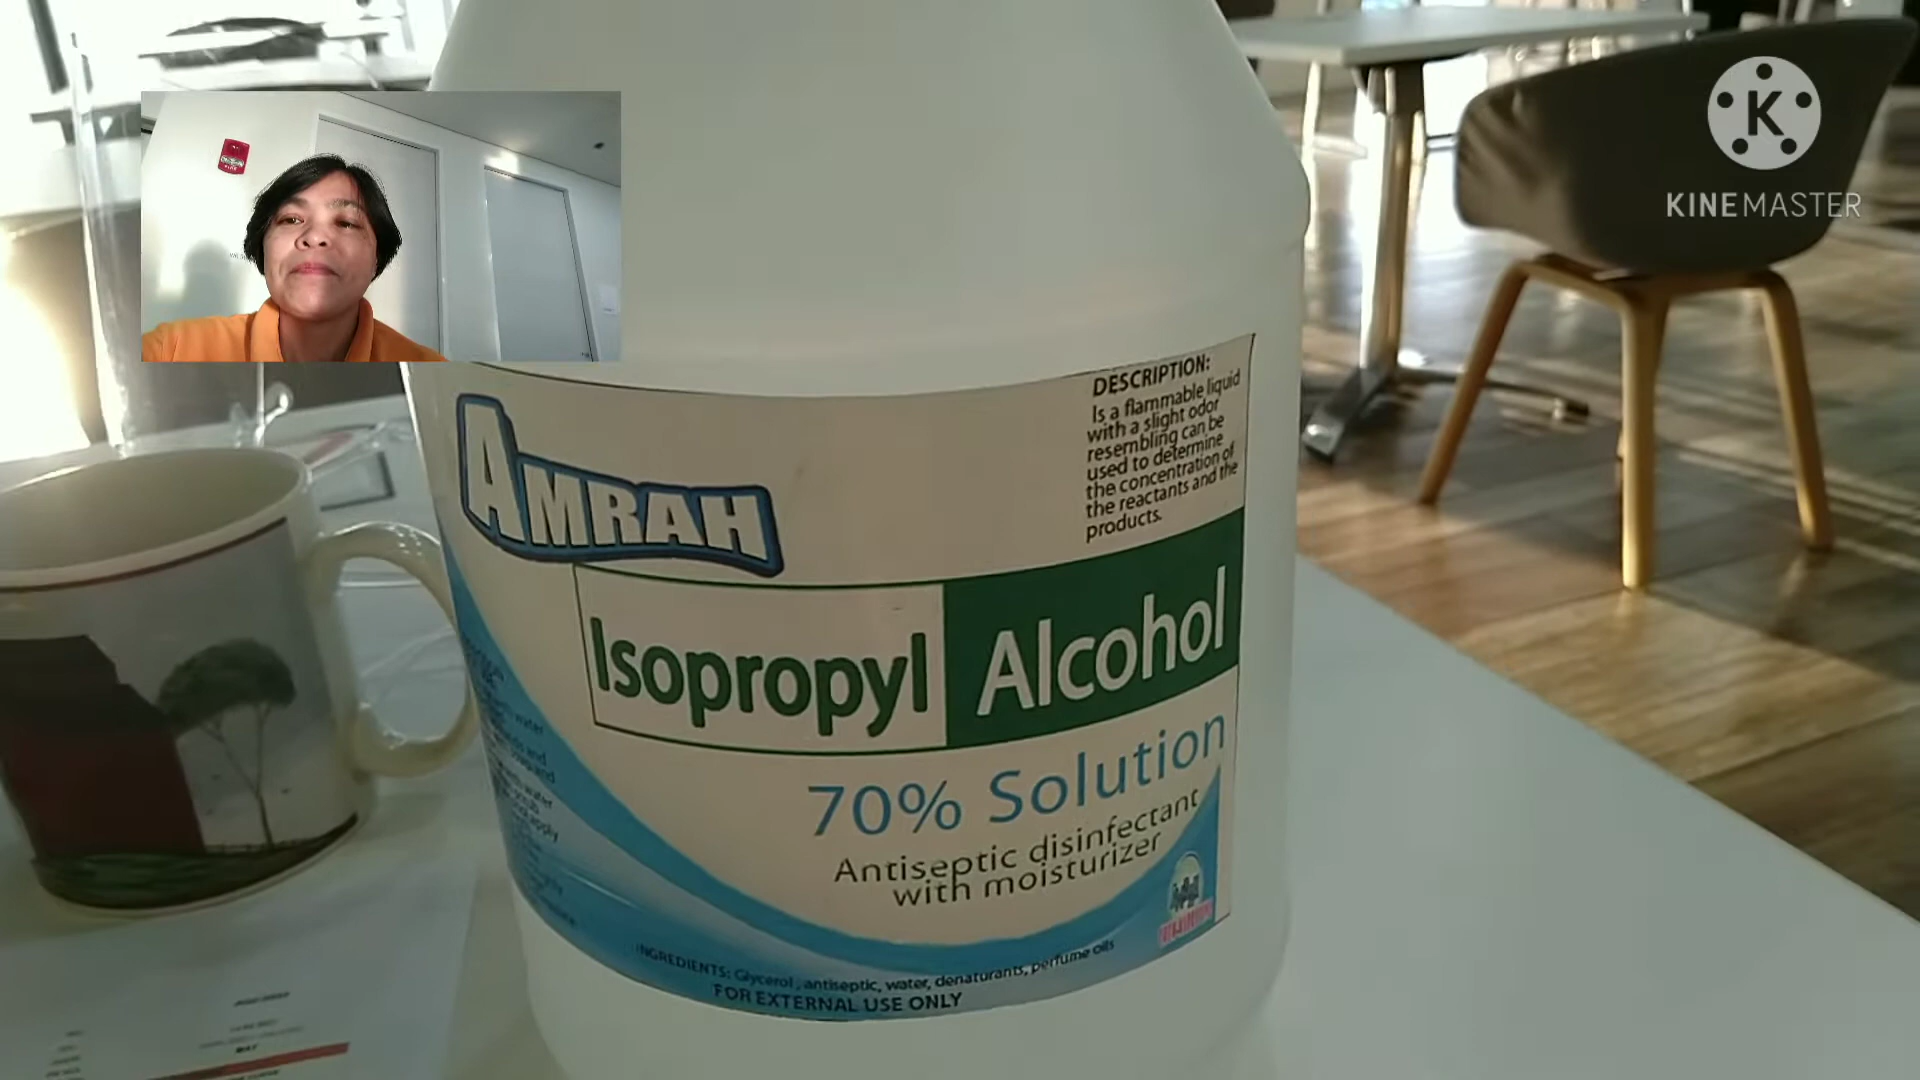 KINEMASTER
DESCRIPTION:
Is a flammable liquid
with a slight odor
resembling can be
used to determine
the concentration of
the reactants and the
products.
AMRAH
Isopropyl Alcohol
70% Solution
Antiseptic disinfectant
with moisturizer
INGREDIENTS: Glycerol , antiseptic, water, denaturants, perfume oils
FOR EXTERNAL USE ONLY